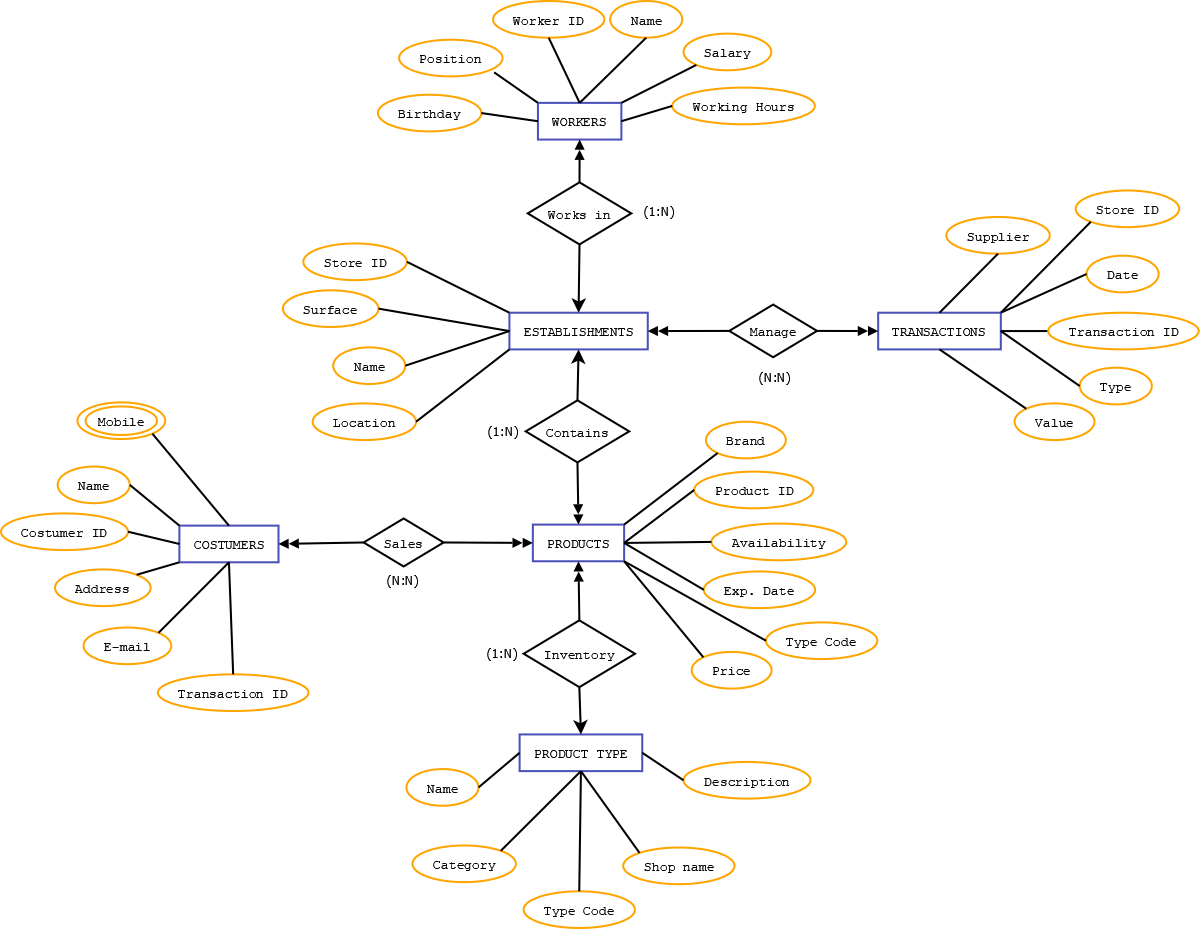 Worker ID
Name
Position
Salary
Birthday
Working Hours
WORKERS
Works in
(1:N)
Store ID
Surface
Name
Location
ESTABLISHMENTS
Manage
(N:N)
Supplier
Store ID
Date
TRANSACTIONS
Transaction ID
Type
Value
(1:N)
Contains
Mobile
Name
Costumer ID
COSTUMERS
Address
E-mail
Transaction ID
Sales
(N:N)
PRODUCTS
Brand
Product ID
Availability
Exp. Date
Type Code
Price
(1:N)
Inventory
PRODUCT TYPE
Name
Description
Category
Shop name
Type Code